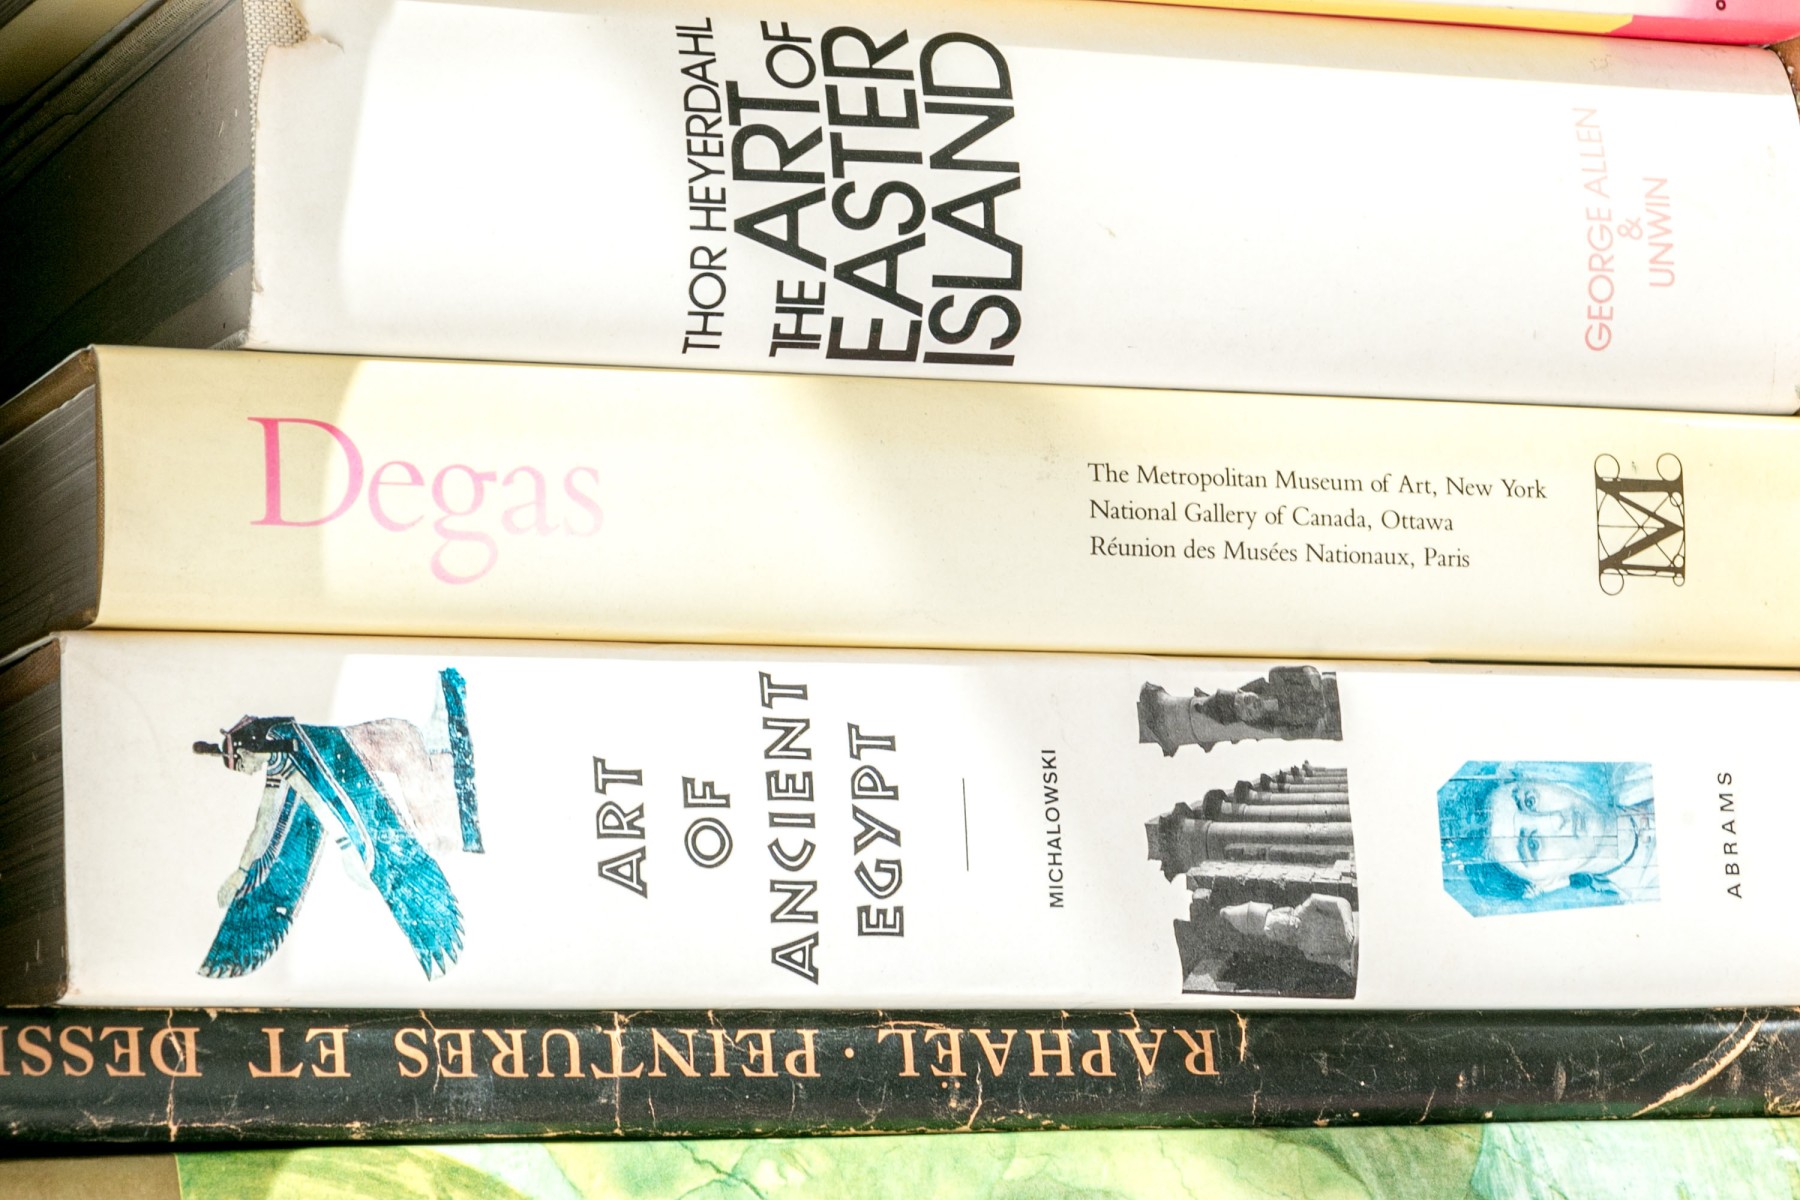 THOR HEYERDAHL
THE ART OF
EASTER
ISLAND
GEORGE ALLEN
&
UNWIN
Degas
The Metropolitan Museum of Art, New York
National Gallery of Canada, Ottawa
Réunion des Musées Nationaux, Paris
M
ART
OF
ANCIENT
EGYPT
MICHALOWSKI
ABRAMS
RAPHAËL · PEINTURES ET DESSI